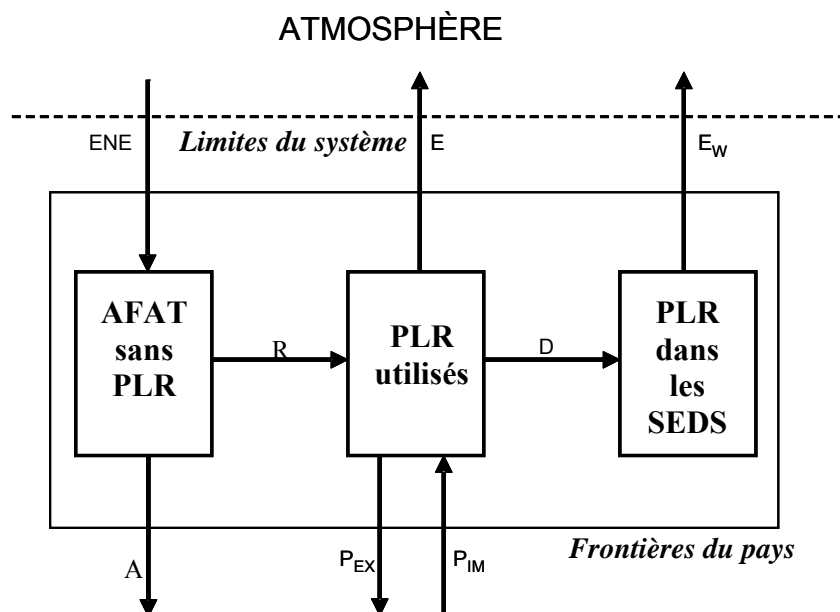 ATMOSPHÈRE
ENE
Limites du système
E
E_W
AFAT
sans
PLR
R
PLR
utilisés
D
PLR
dans
les
SEDS
A
P_EX
P_IM
Frontières du pays